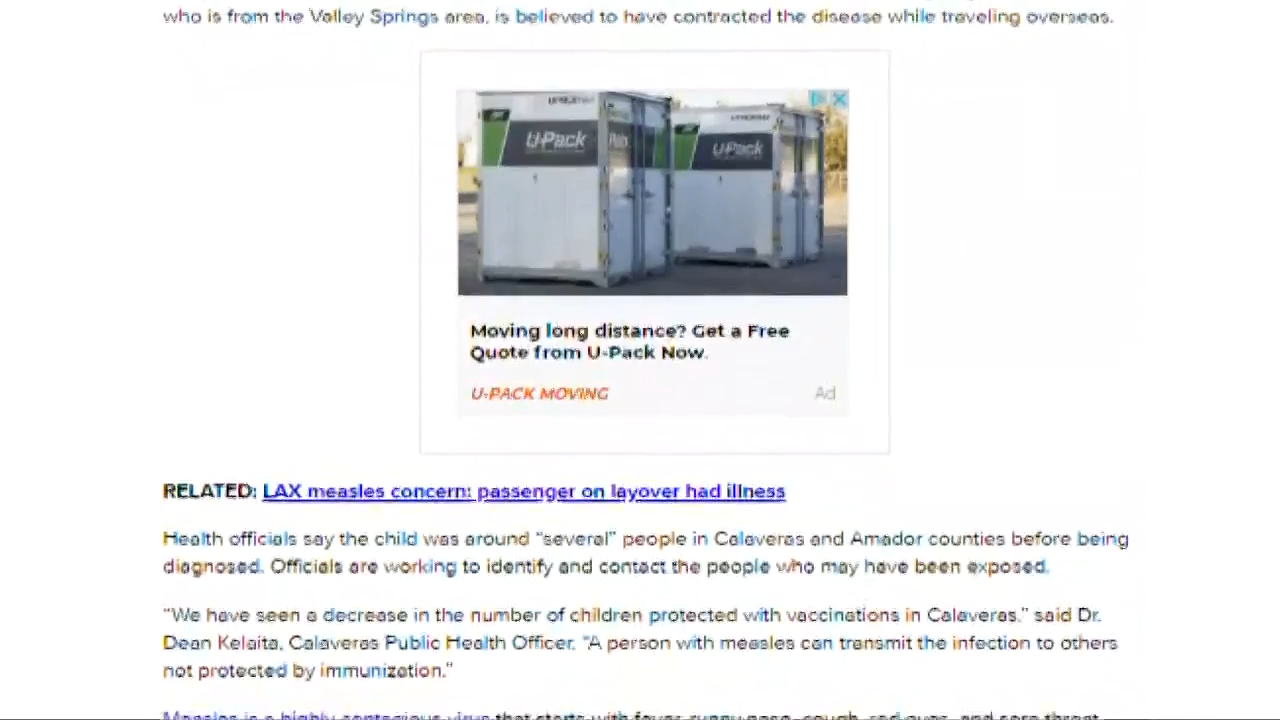 who is from the Valley Springs area, is believed to have contracted the disease while traveling overseas.
U-Pack
U-Pack
Moving long distance? Get a Free
Quote from U-Pack Now.
U-PACK MOVING
Ad
RELATED: LAX measles concern: passenger on layover had illness
Health officials say the child was around “several” people in Calaveras and Amador counties before being
diagnosed. Officials are working to identify and contact the people who may have been exposed.
“We have seen a decrease in the number of children protected with vaccinations in Calaveras,” said Dr.
Dean Kelaita, Calaveras Public Health Officer. “A person with measles can transmit the infection to others
not protected by immunization.”
Measles is a highly contagious virus that starts with fever, runny nose, cough, red eyes, and sore throat